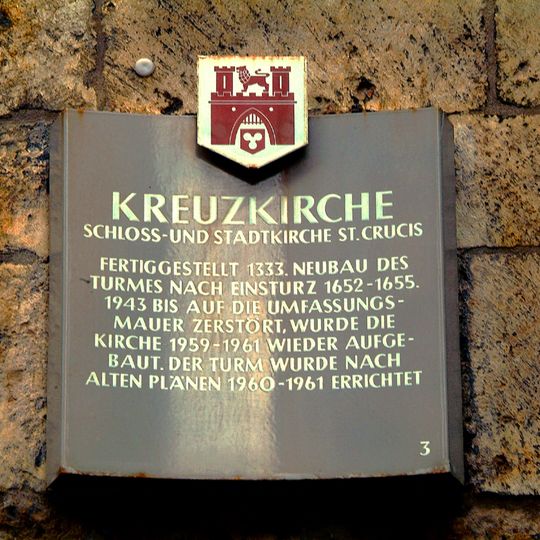 KREUZKIRCHE
SCHLOSS-UND STADTKIRCHE ST. CRUCIS
FERTIGGESTELLT 1333. NEUBAU DES
TURMES NACH EINSTURZ 1652-1655.
1943 BIS AUF DIE UMFASSUNGS-
MAUER ZERSTÖRT, WURDE DIE
KIRCHE 1959-1961 WIEDER AUFGE-
BAUT. DER TURM WURDE NACH
ALTEN PLÄNEN 1960-1961 ERRICHTET
3